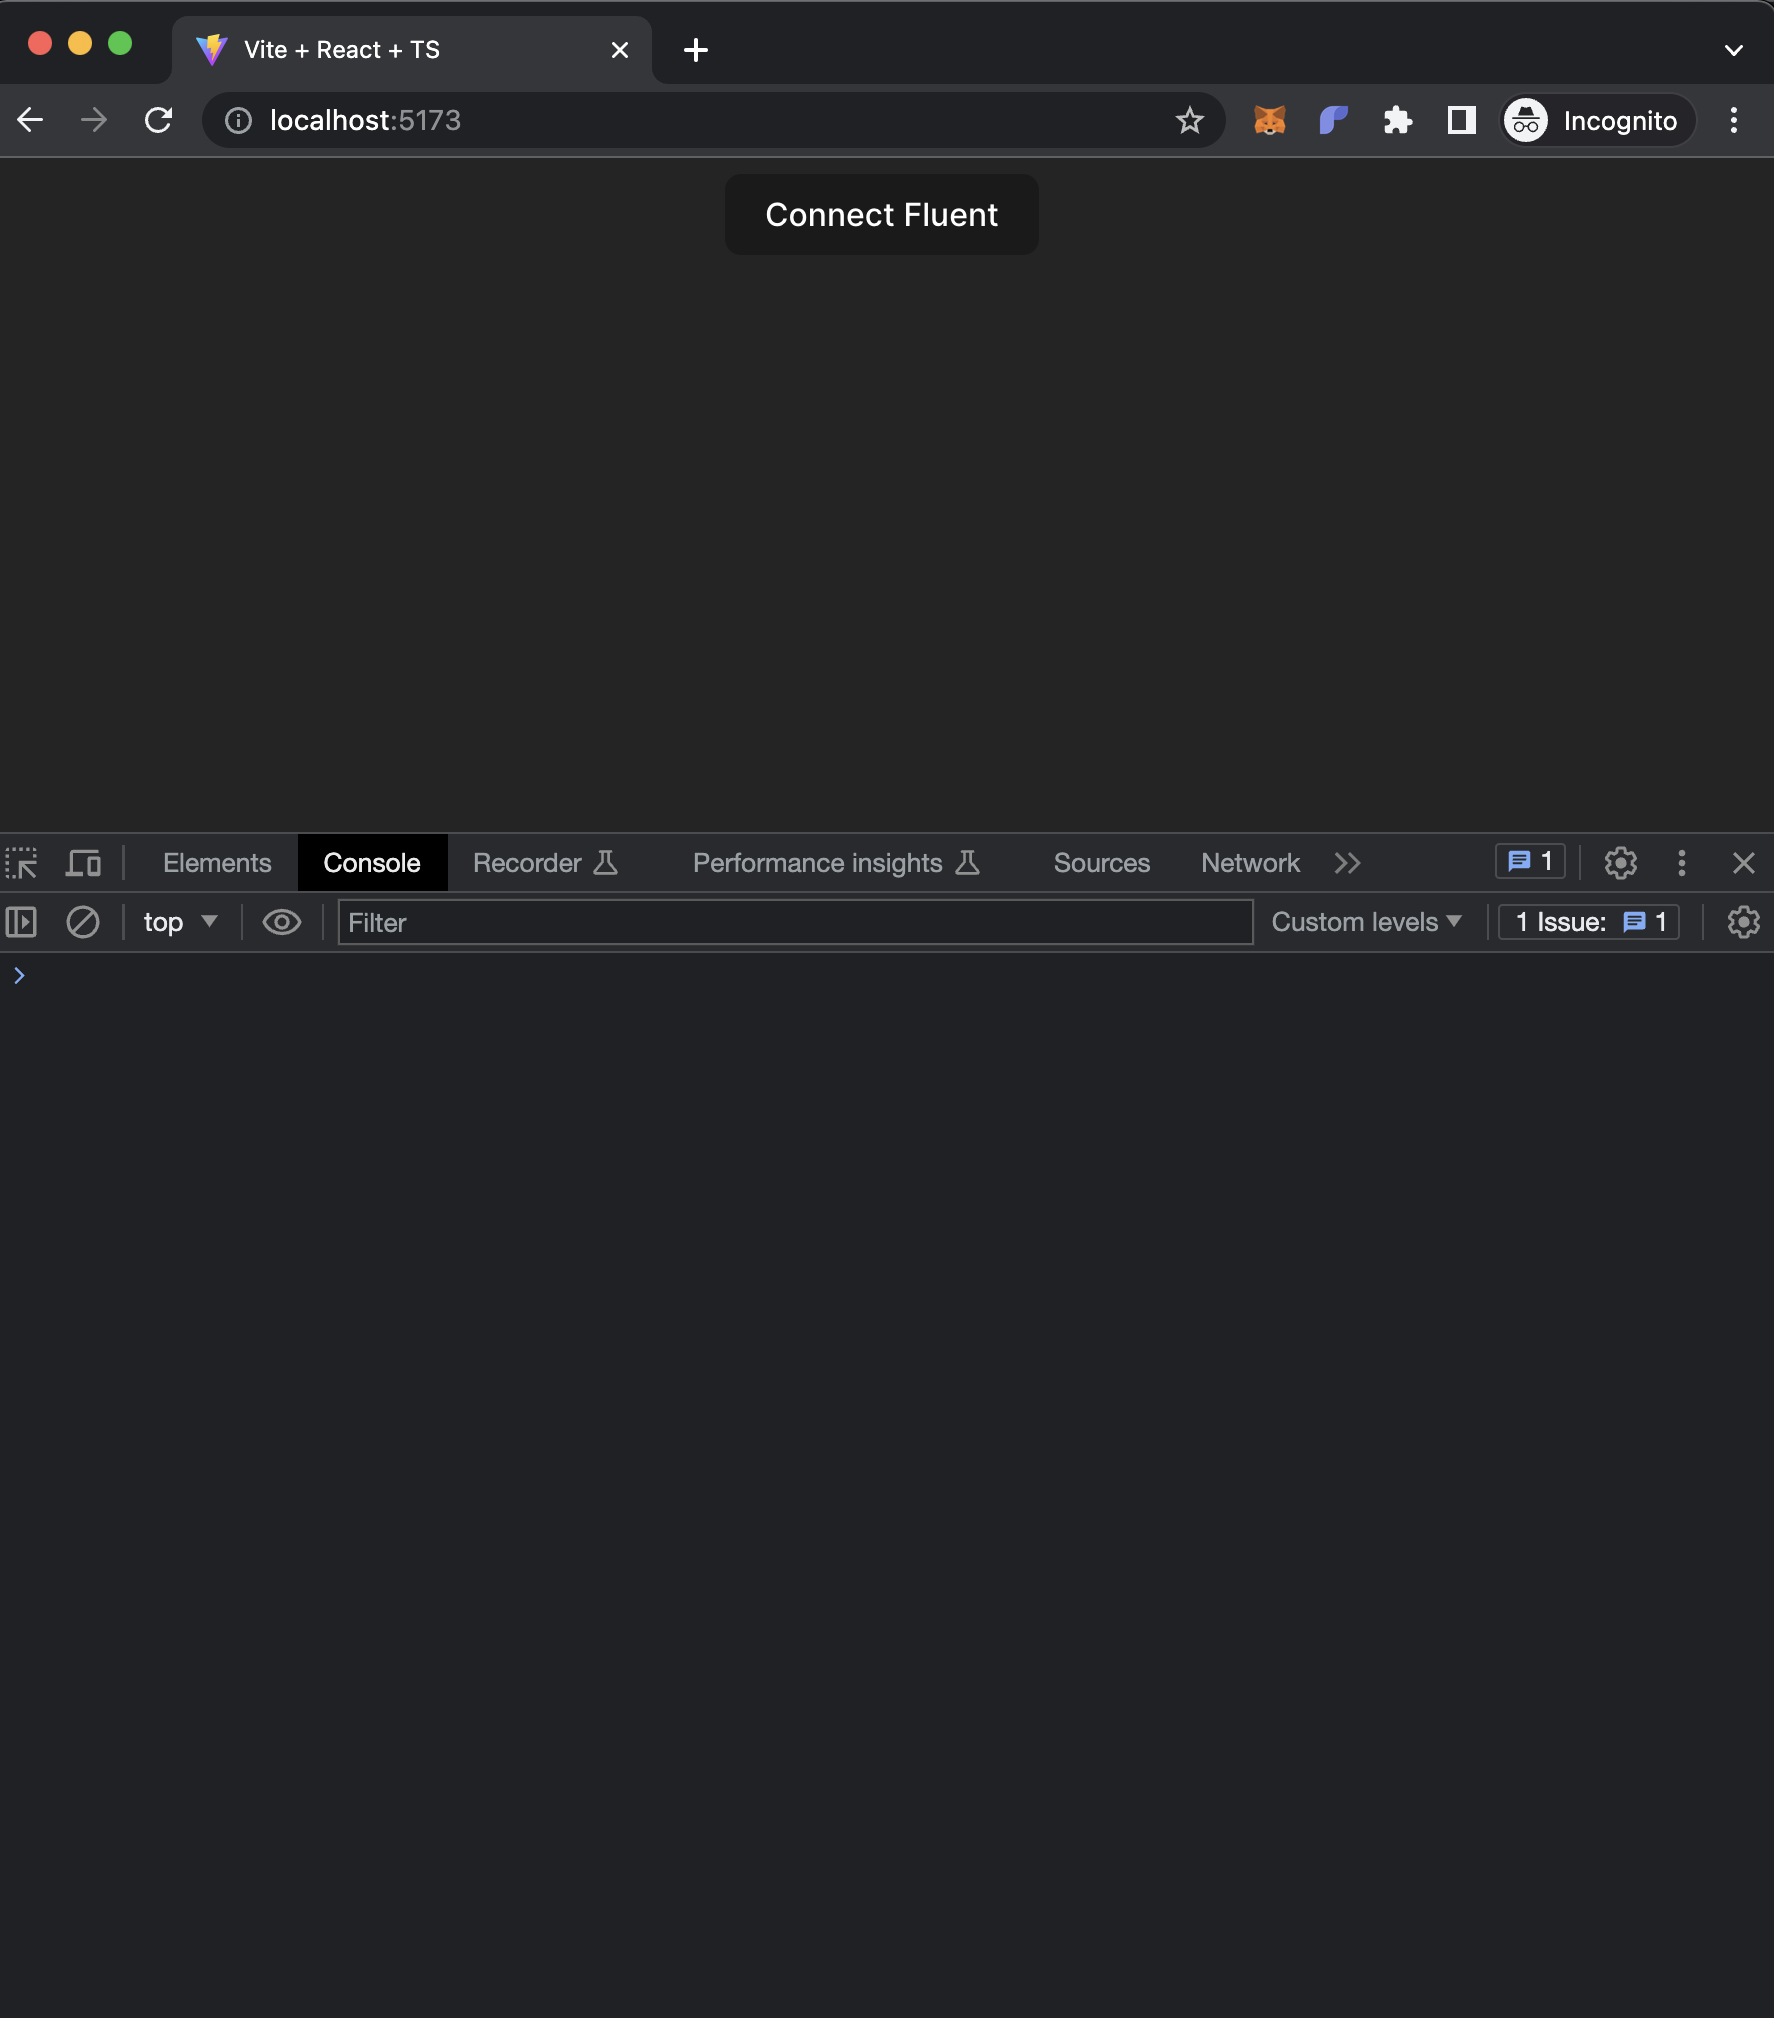 Vite + React + TS
localhost:5173
Incognito
Connect Fluent
Elements Console Recorder Performance insights Sources Network 1
top Filter Custom levels 1 Issue: 1